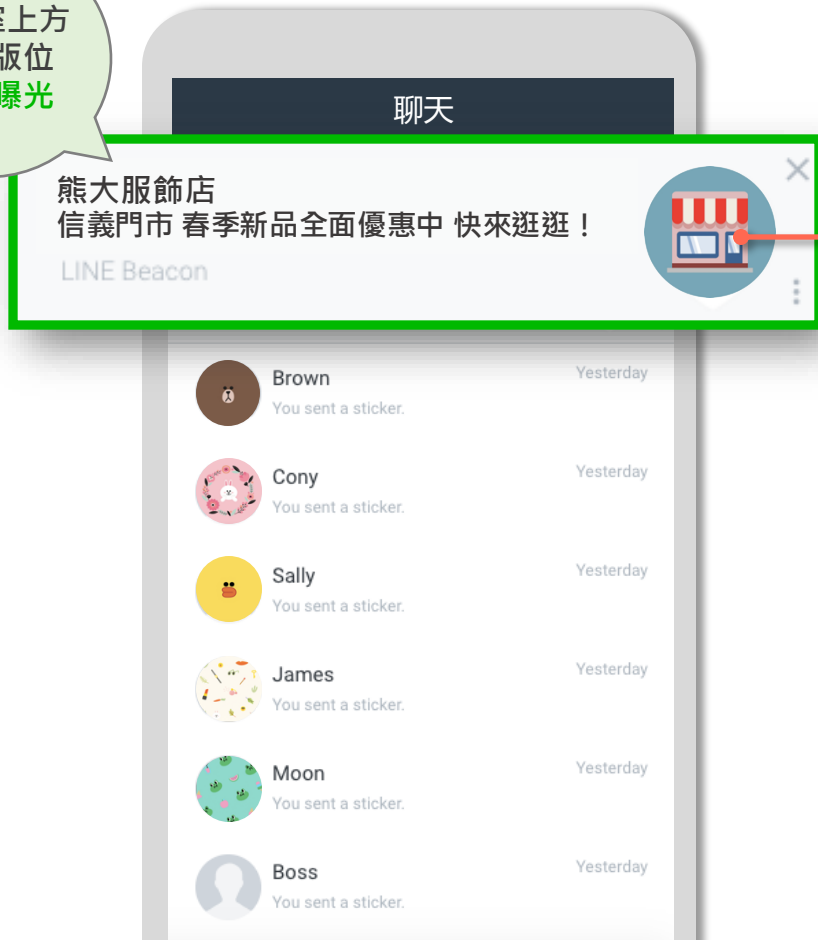 上方
版位
曝光
聊天
熊大服飾店
信義門市 春季新品全面優惠中 快來逛逛！
LINE Beacon
Brown
Yesterday
You sent a sticker.
Cony
Yesterday
You sent a sticker.
Sally
Yesterday
You sent a sticker.
James
Yesterday
You sent a sticker.
Moon
Yesterday
You sent a sticker.
Boss
Yesterday
You sent a sticker.